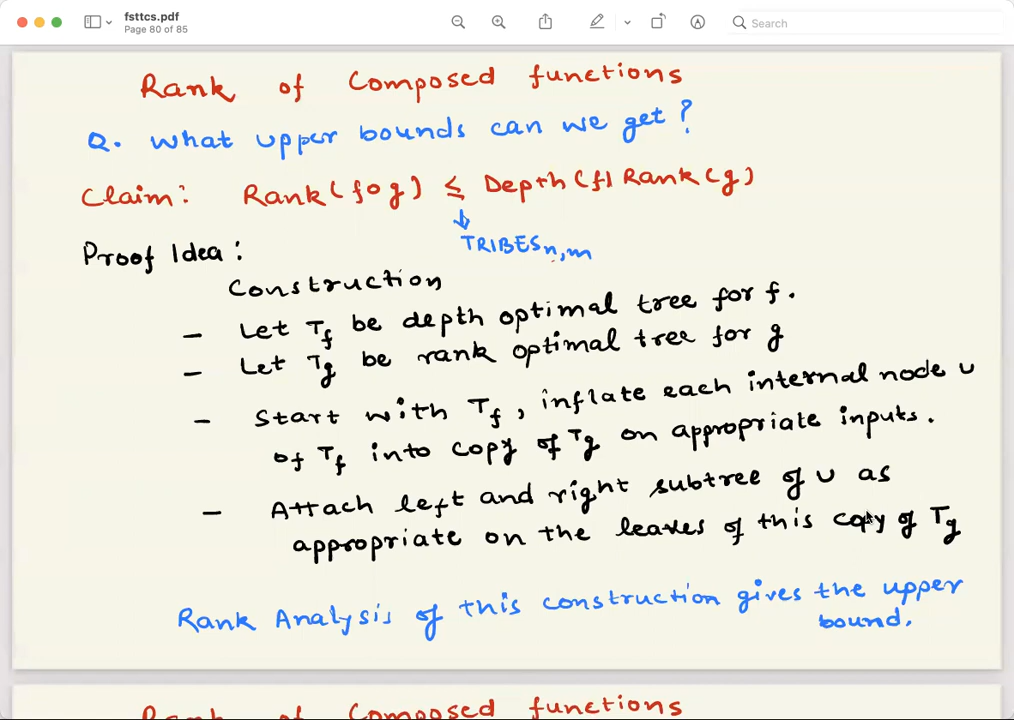 fsttcs.pdf
Page 80 of 85
Search
Rank of Composed functions
Q. What upper bounds can we get?
Claim: Rank(fog) ≤ Depth(f) Rank(g)
↓
TRIBES n,m
Proof Idea:
Construction
- Let Tf be depth optimal tree for f.
- Let Tg be rank optimal tree for g
- Start with Tf, inflate each internal node u
of Tf into copy of Tg on appropriate inputs.
- Attach left and right subtree of u as
appropriate on the leaves of this copy of Tg
Rank Analysis of this construction gives the upper
bound.
Rank of Composed functions